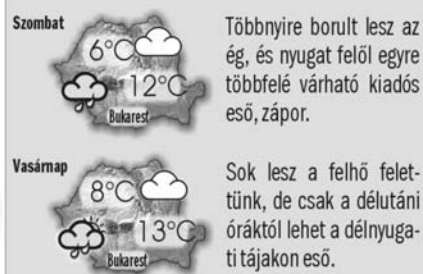 Szombat
6°C
12°C
Bukarest
Többnyire borult lesz az
ég, és nyugat felől egyre
többfelé várható kiadós
eső, zápor.
Vasárnap
8°C
13°C
Bukarest
Sok lesz a felhő felet-
tünk, de csak a délutáni
óráktól lehet a délnyuga-
ti tájakon eső.